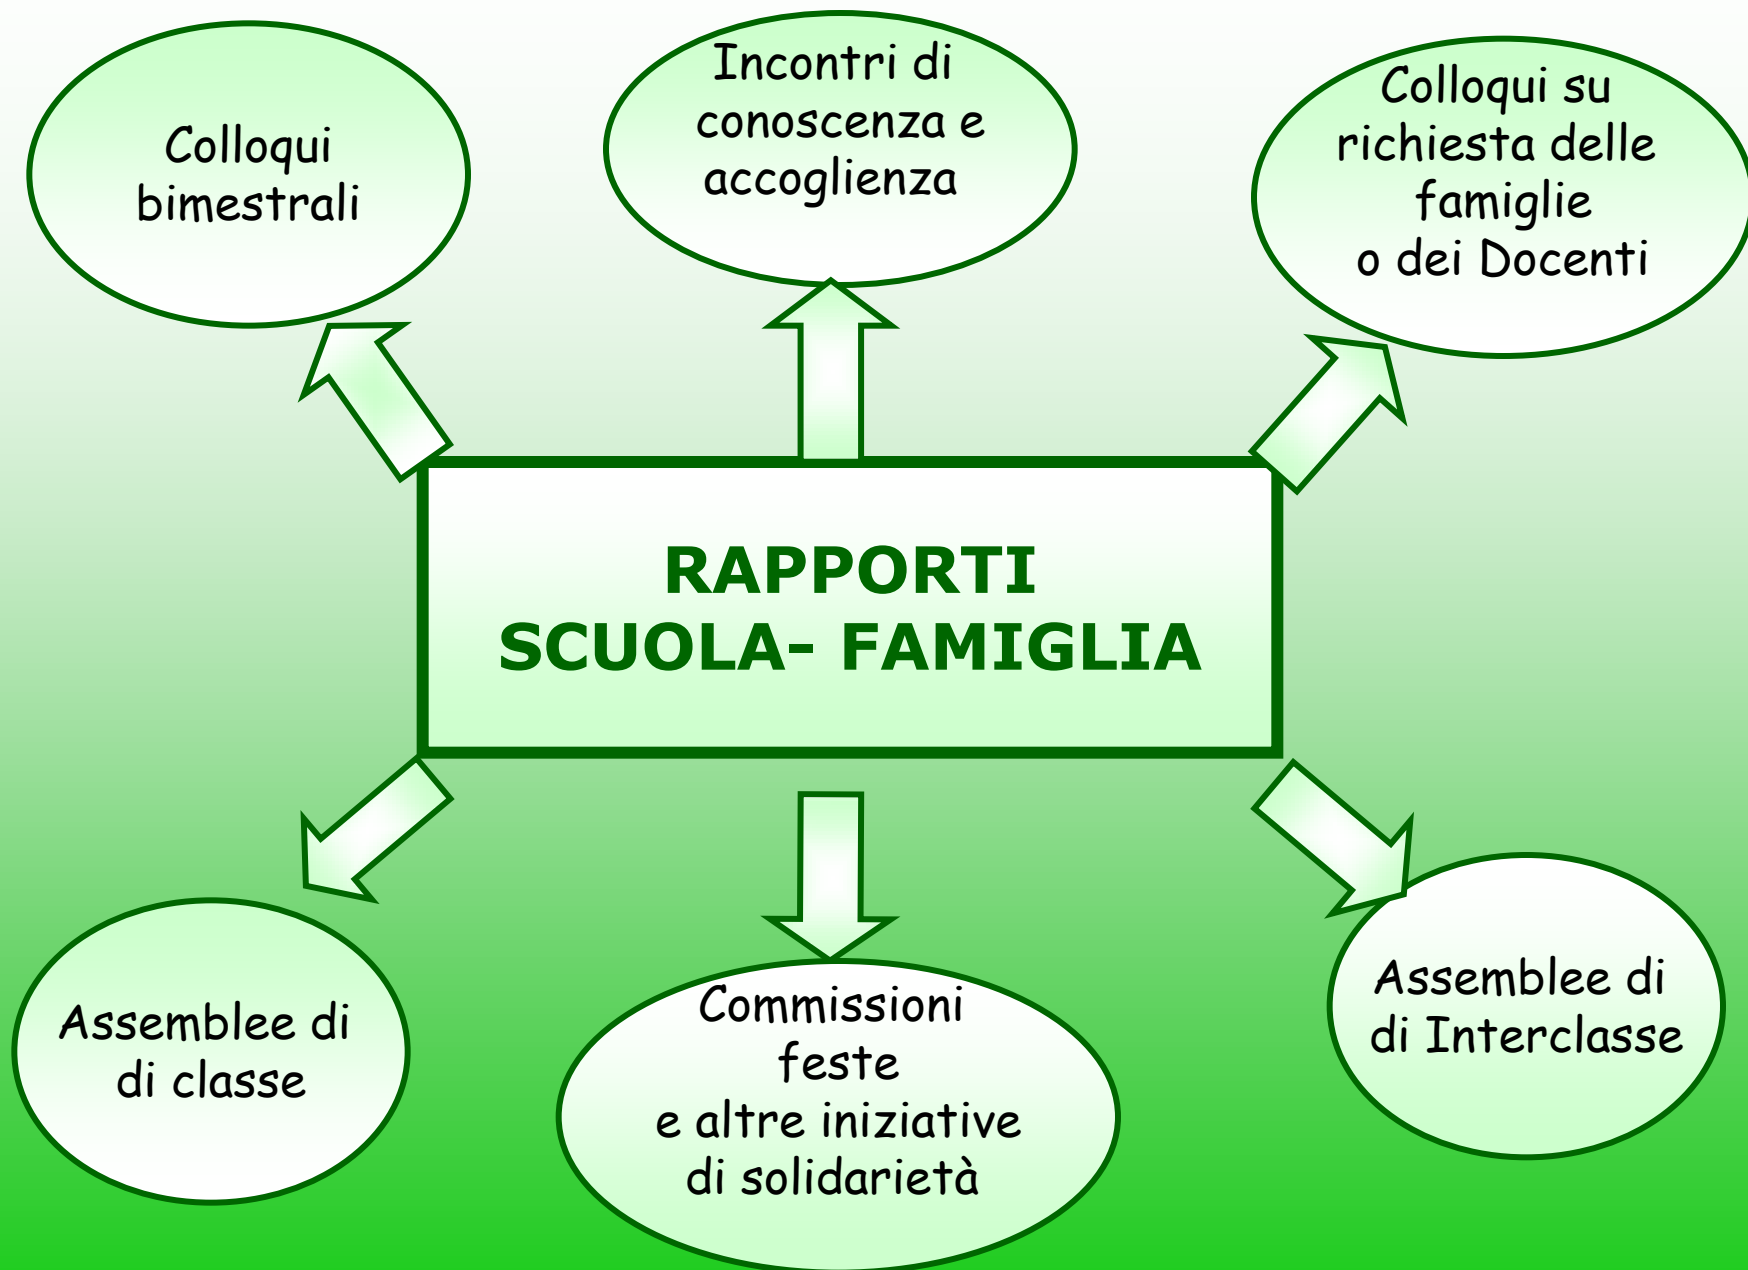 Colloqui
bimestrali
Incontri di
conoscenza e
accoglienza
Colloqui su
richiesta delle
famiglie
o dei Docenti
RAPPORTI
SCUOLA- FAMIGLIA
Assemblee di
di classe
Commissioni
feste
e altre iniziative
di solidarietà
Assemblee di
di Interclasse